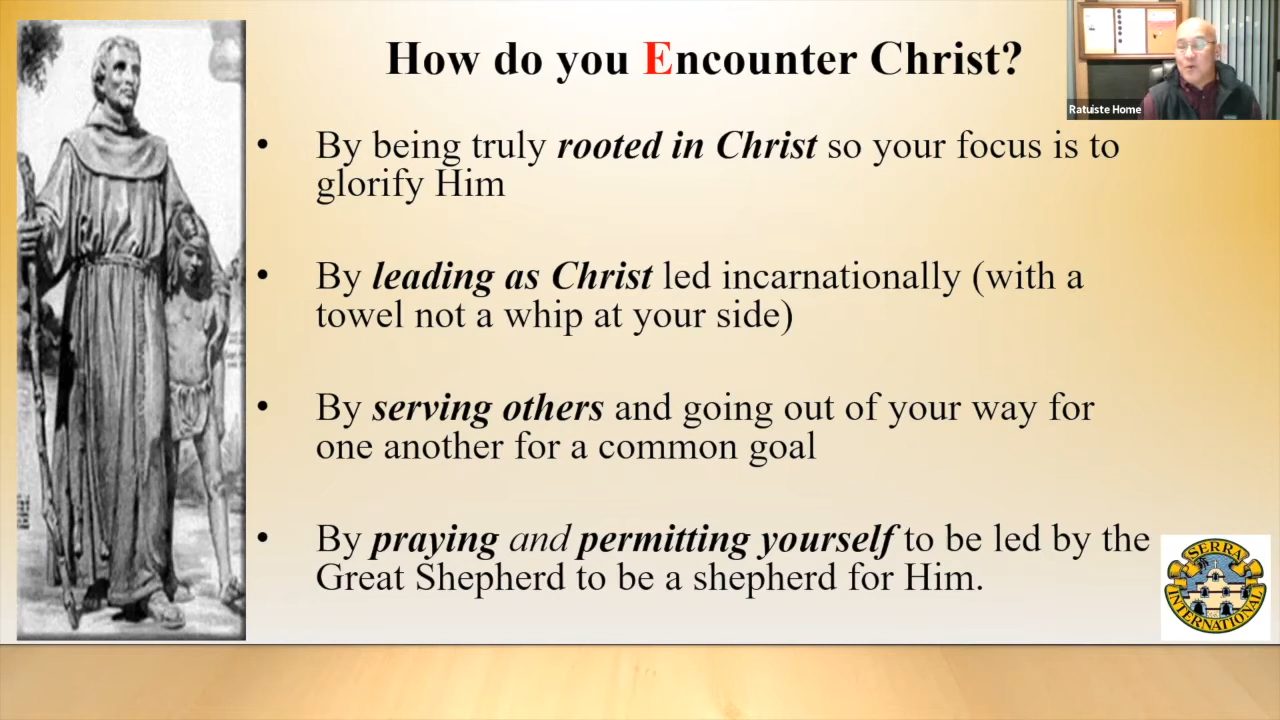 How do you Encounter Christ?
Ratuiste Home
• By being truly rooted in Christ so your focus is to
glorify Him
• By leading as Christ led incarnationally (with a
towel not a whip at your side)
• By serving others and going out of your way for
one another for a common goal
• By praying and permitting yourself to be led by the
Great Shepherd to be a shepherd for Him.
SERRA
INTERNATIONAL